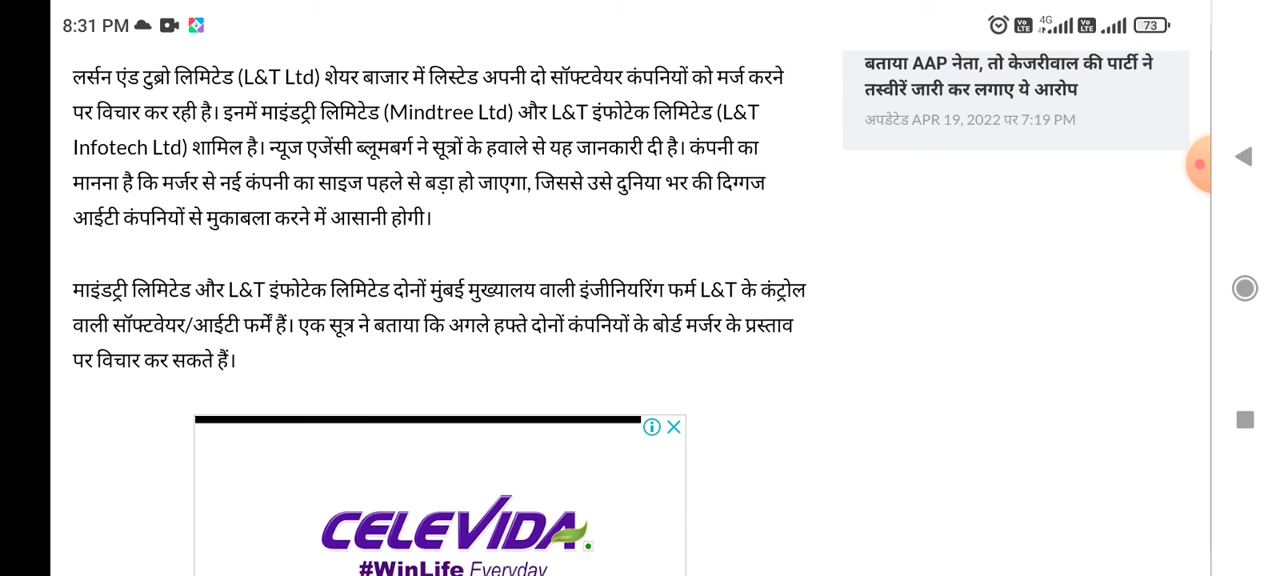 8:31 PM
4G
73
लर्सन एंड टुब्रो लिमिटेड (L&T Ltd) शेयर बाजार में लिस्टेड अपनी दो सॉफ्टवेयर कंपनियों को मर्ज करने
पर विचार कर रही है। इनमें माइंडट्री लिमिटेड (Mindtree Ltd) और L&T इंफोटेक लिमिटेड (L&T
Infotech Ltd) शामिल है। न्यूज एजेंसी ब्लूमबर्ग ने सूत्रों के हवाले से यह जानकारी दी है। कंपनी का
मानना है कि मर्जर से नई कंपनी का साइज पहले से बड़ा हो जाएगा, जिससे उसे दुनिया भर की दिग्गज
आईटी कंपनियों से मुकाबला करने में आसानी होगी।
माइंडट्री लिमिटेड और L&T इंफोटेक लिमिटेड दोनों मुंबई मुख्यालय वाली इंजीनियरिंग फर्म L&T के कंट्रोल
वाली सॉफ्टवेयर/आईटी फर्में हैं। एक सूत्र ने बताया कि अगले हफ्ते दोनों कंपनियों के बोर्ड मर्जर के प्रस्ताव
पर विचार कर सकते हैं।
बताया AAP नेता, तो केजरीवाल की पार्टी ने
तस्वीरें जारी कर लगाए ये आरोप
अपडेटेड APR 19, 2022 पर 7:19 PM
CELEVIDA
#WinLife Everyday